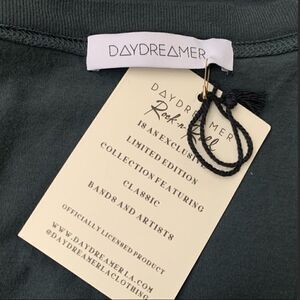 DAYDREAMER
DAYDREAMER
Rock-n-Roll
IS AN EXCLUSIVE
LIMITED EDITION
COLLECTION FEATURING
CLASSIC
BANDS AND ARTISTS
OFFICIALLY LICENSED PRODUCT
WWW.DAYDREAMERLA.COM
@DAYDREAMERLACLOTHING